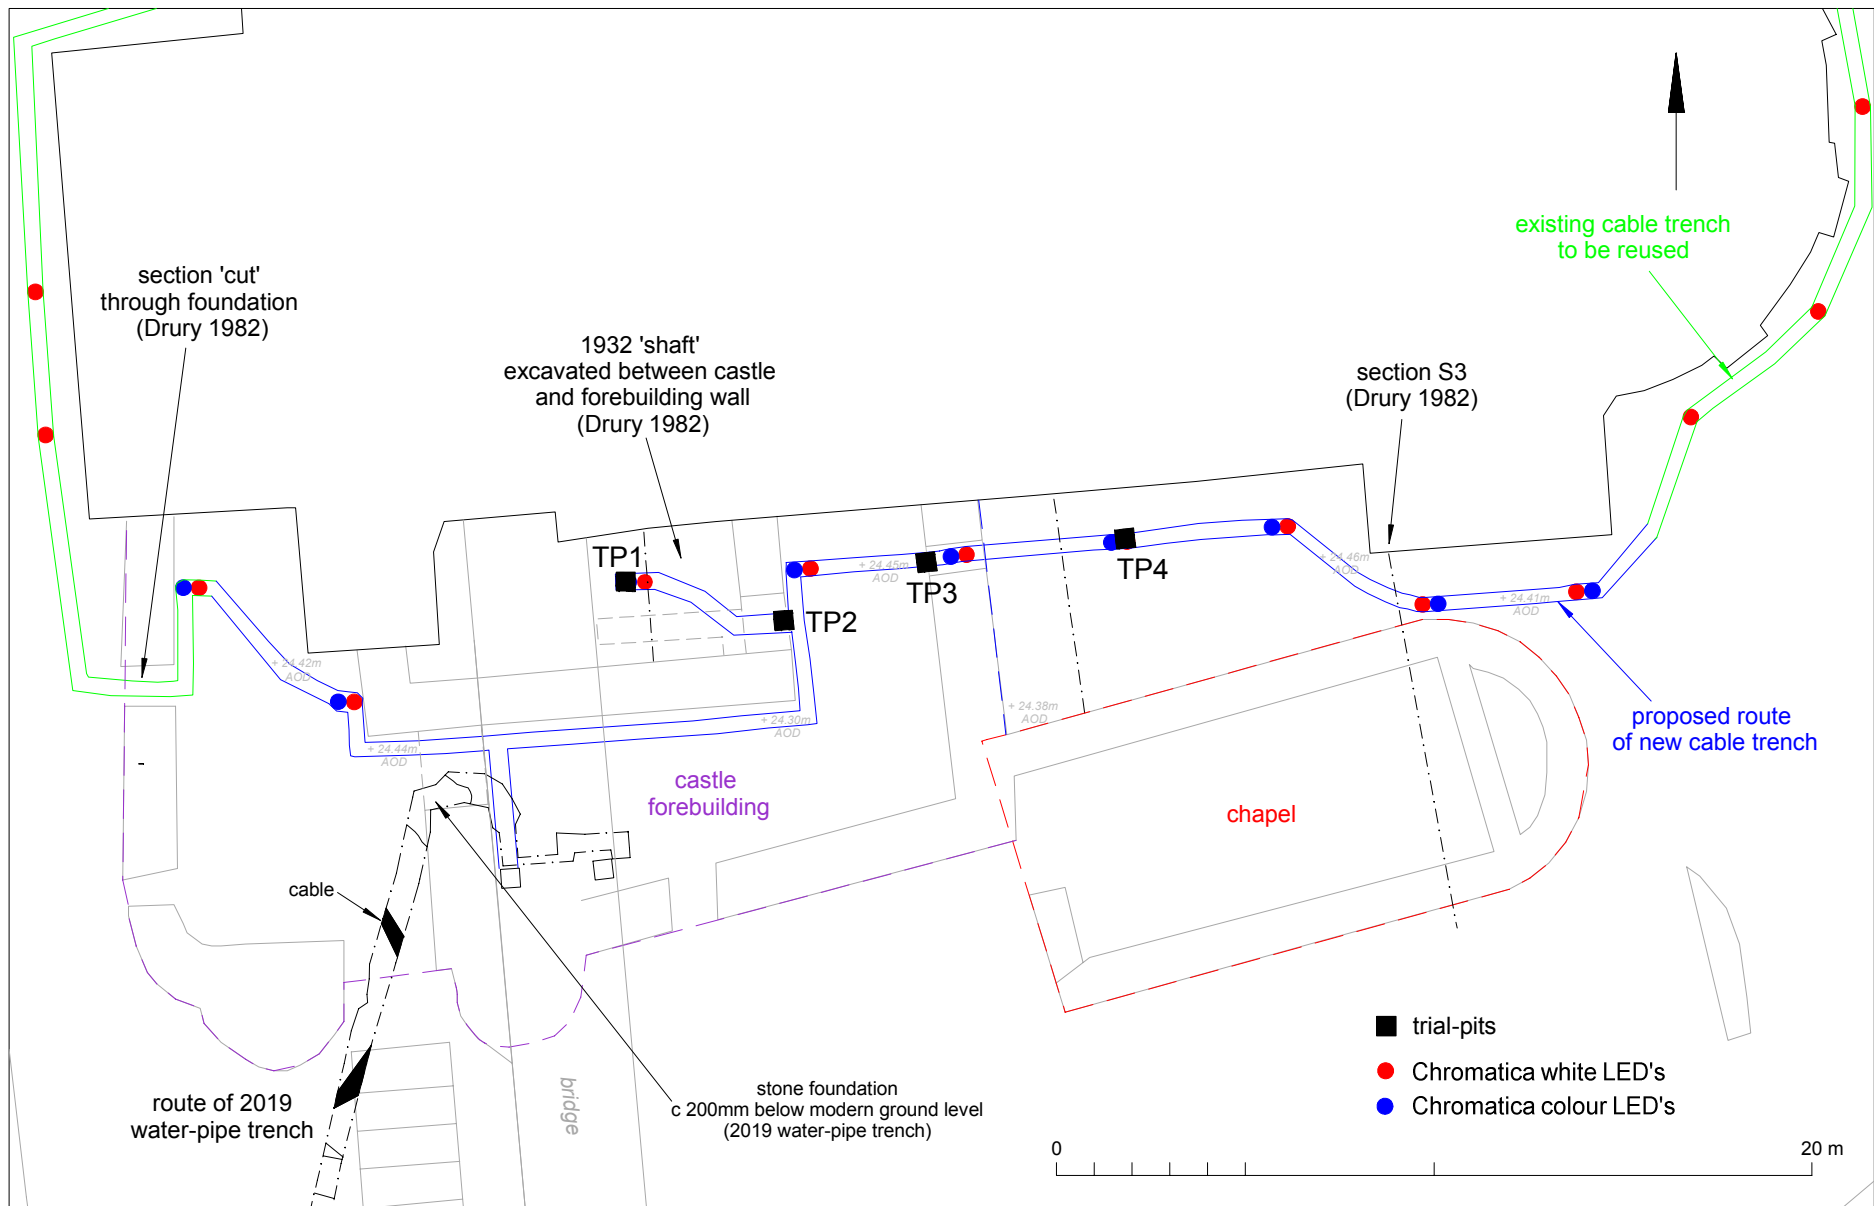 existing cable trench
to be reused
section 'cut'
through foundation
(Drury 1982)
1932 'shaft'
excavated between castle
and forebuilding wall
(Drury 1982)
section S3
(Drury 1982)
TP1
TP2
TP3
TP4
+ 24.45m
AOD
+ 24.46m
AOD
+ 24.41m
AOD
+ 24.42m
AOD
+ 24.38m
AOD
+ 24.30m
AOD
+ 24.44m
AOD
proposed route
of new cable trench
castle
forebuilding
chapel
cable
route of 2019
water-pipe trench
bridge
stone foundation
c 200mm below modern ground level
(2019 water-pipe trench)
trial-pits
Chromatica white LED's
Chromatica colour LED's
0
20 m